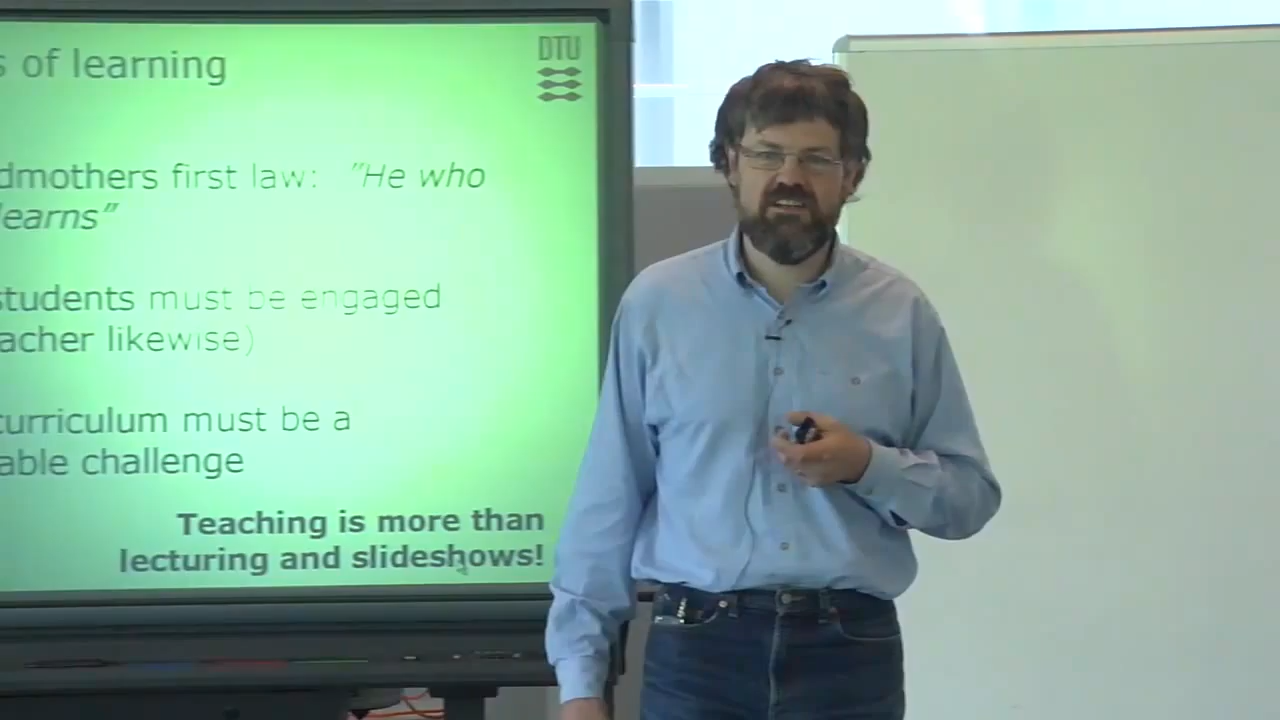 s of learning
DTU
dmothers first law: "He who
learns"
students must be engaged
acher likewise)
curriculum must be a
able challenge
Teaching is more than
lecturing and slideshows!